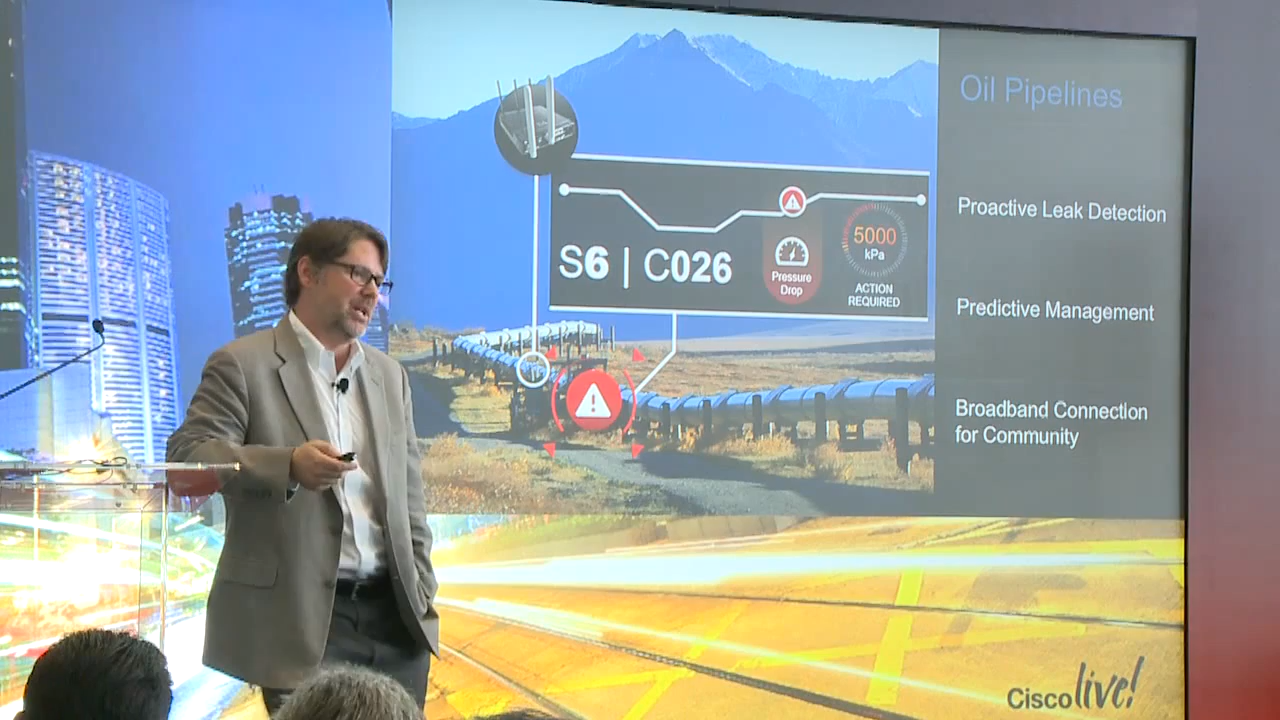 Oil Pipelines
S6 | C026
Pressure
Drop
5000
kPa
ACTION
REQUIRED
Proactive Leak Detection
Predictive Management
Broadband Connection
for Community
Cisco live!